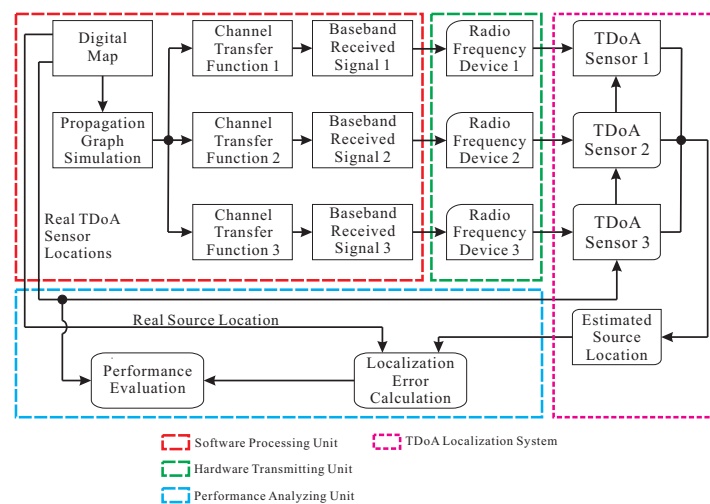 Digital
Map
Channel
Transfer
Function 1
Baseband
Received
Signal 1
Radio
Frequency
Device 1
TDoA
Sensor 1
Propagation
Graph
Simulation
Channel
Transfer
Function 2
Baseband
Received
Signal 2
Radio
Frequency
Device 2
TDoA
Sensor 2
Real TDoA
Sensor
Locations
Channel
Transfer
Function 3
Baseband
Received
Signal 3
Radio
Frequency
Device 3
TDoA
Sensor 3
Real Source Location
Estimated
Source
Location
Performance
Evaluation
Localization
Error
Calculation
Software Processing Unit
TDoA Localization System
Hardware Transmitting Unit
Performance Analyzing Unit